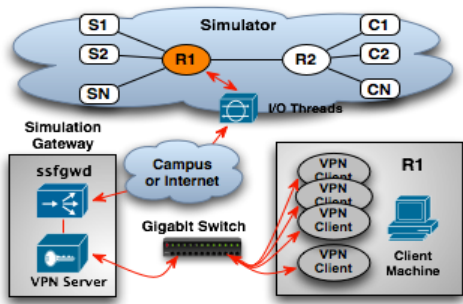 S1
Simulator
C1
S2
R1
R2
C2
SN
CN
I/O Threads
Simulation
Gateway
ssfgwd
Campus
or Internet
VPN
Client
R1
VPN
Client
VPN
Client
Gigabit Switch
VPN
Client
Client
Machine
VPN Server